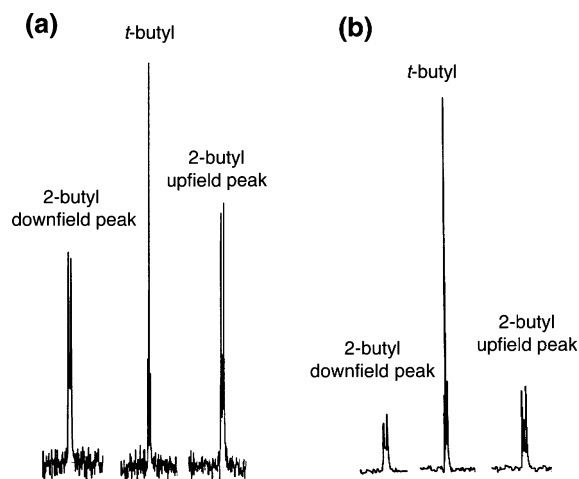 (a)
t-butyl
2-butyl
upfield peak
2-butyl
downfield peak
(b)
t-butyl
2-butyl
upfield peak
2-butyl
downfield peak